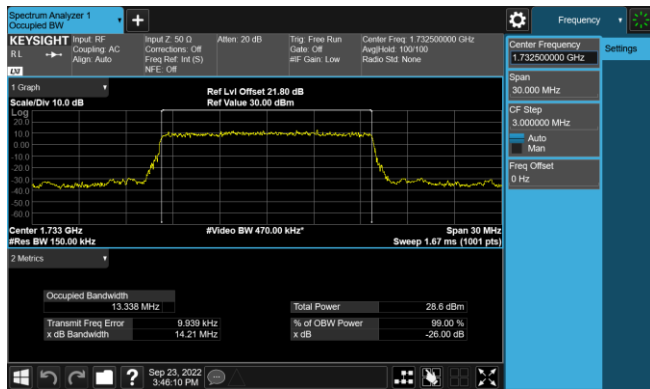 Spectrum Analyzer 1
Occupied BW
+
Frequency
KEYSIGHT
RL
LXI
Input: RF
Coupling: AC
Align: Auto
Input Z: 50 Ω
Corrections: Off
Freq Ref: Int (S)
NFE: Off
Atten: 20 dB
Trig: Free Run
Gate: Off
#IF Gain: Low
Center Freq: 1.732500000 GHz
Avg|Hold: 100/100
Radio Std: None
Center Frequency
1.732500000 GHz
Settings
Span
30.000 MHz
CF Step
3.000000 MHz
Auto
Man
Freq Offset
0 Hz
1 Graph
Scale/Div 10.0 dB
Ref Lvl Offset 21.80 dB
Ref Value 30.00 dBm
Log
20.0
10.0
0.00
-10.0
-20.0
-30.0
-40.0
-50.0
-60.0
Center 1.733 GHz
#Video BW 470.00 kHz*
Span 30 MHz
#Res BW 150.00 kHz
Sweep 1.67 ms (1001 pts)
2 Metrics
Occupied Bandwidth
13.338 MHz
Total Power 28.6 dBm
Transmit Freq Error 9.939 kHz
% of OBW Power 99.00 %
x dB Bandwidth 14.21 MHz
x dB -26.00 dB
?
Sep 23, 2022
3:46:10 PM